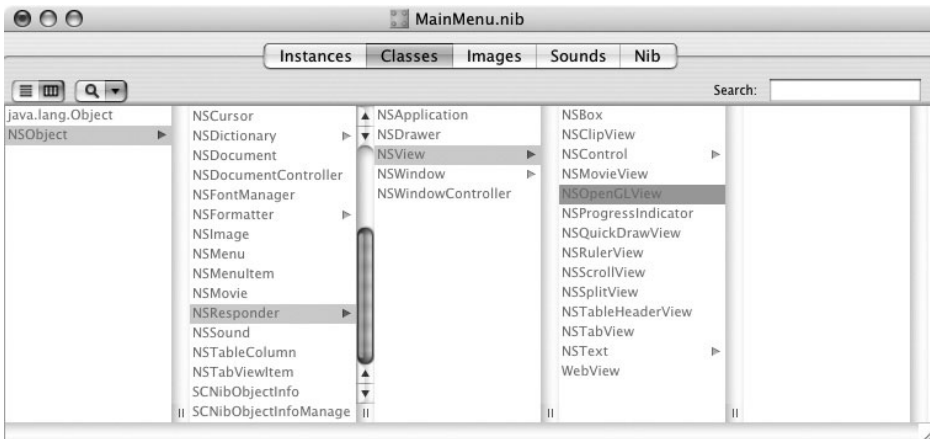 MainMenu.nib
Instances
Classes
Images
Sounds
Nib
Search:
java.lang.Object
NSObject
NSCursor
NSDictionary
NSDocument
NSDocumentController
NSFontManager
NSFormatter
NSImage
NSMenu
NSMenuItem
NSMovie
NSResponder
NSSound
NSTableColumn
NSTabViewItem
SCNibObjectInfo
SCNibObjectInfoManage
NSApplication
NSDrawer
NSView
NSWindow
NSWindowController
NSBox
NSClipView
NSControl
NSMovieView
NSOpenGLView
NSProgressIndicator
NSQuickDrawView
NSRulerView
NSScrollView
NSSplitView
NSTableHeaderView
NSTabView
NSText
WebView